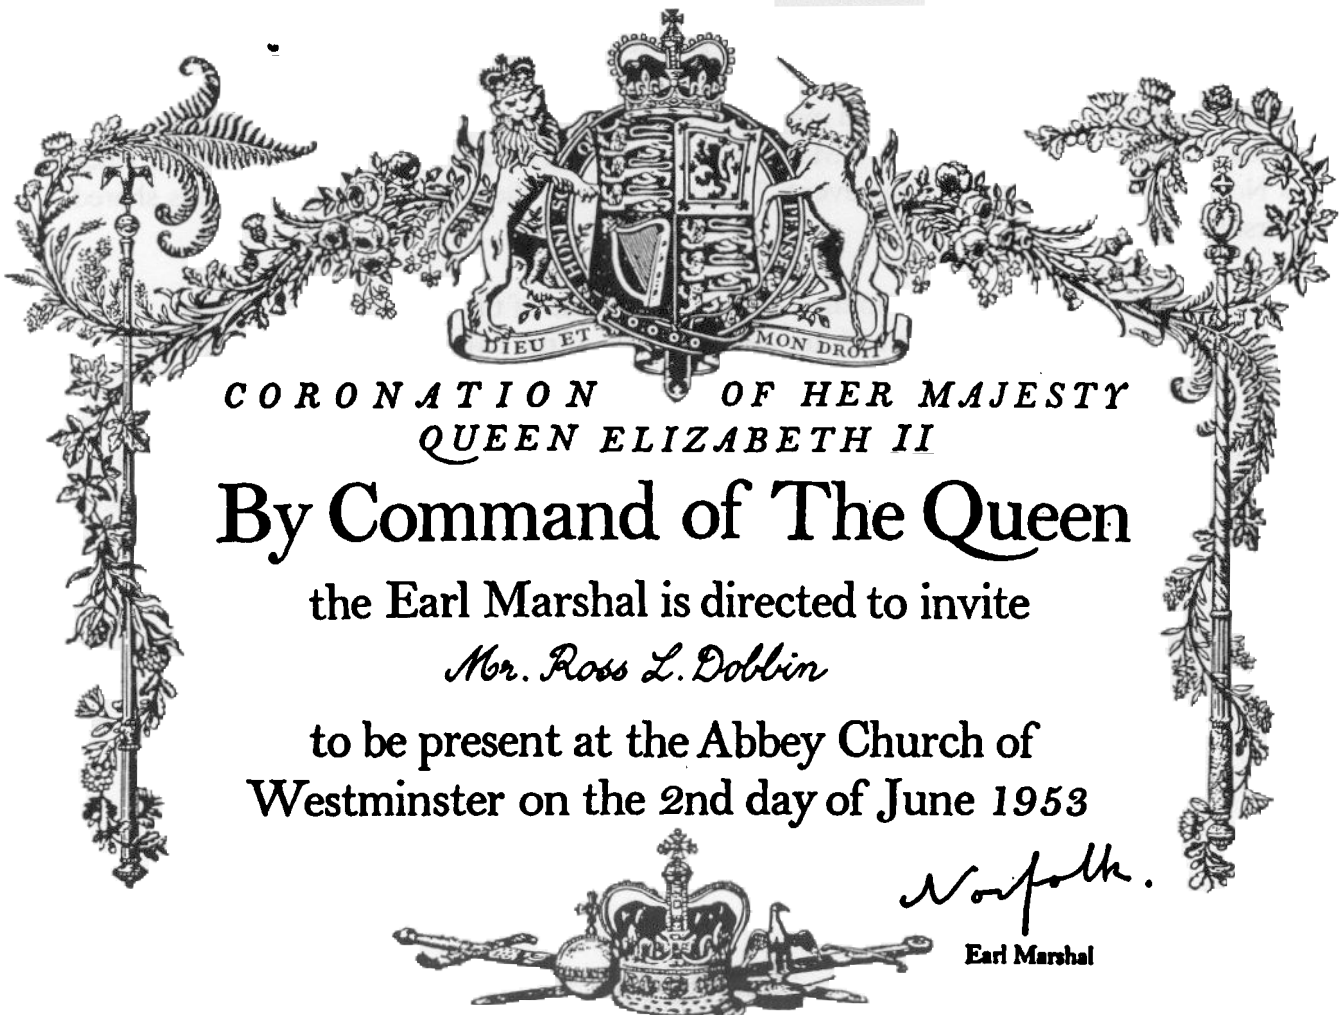 DIEU ET MON DROIT
CORONATION OF HER MAJESTY
QUEEN ELIZABETH II
By Command of The Queen
the Earl Marshal is directed to invite
Mr. Ross L. Dobbin
to be present at the Abbey Church of
Westminster on the 2nd day of June 1953
Norfolk.
Earl Marshal